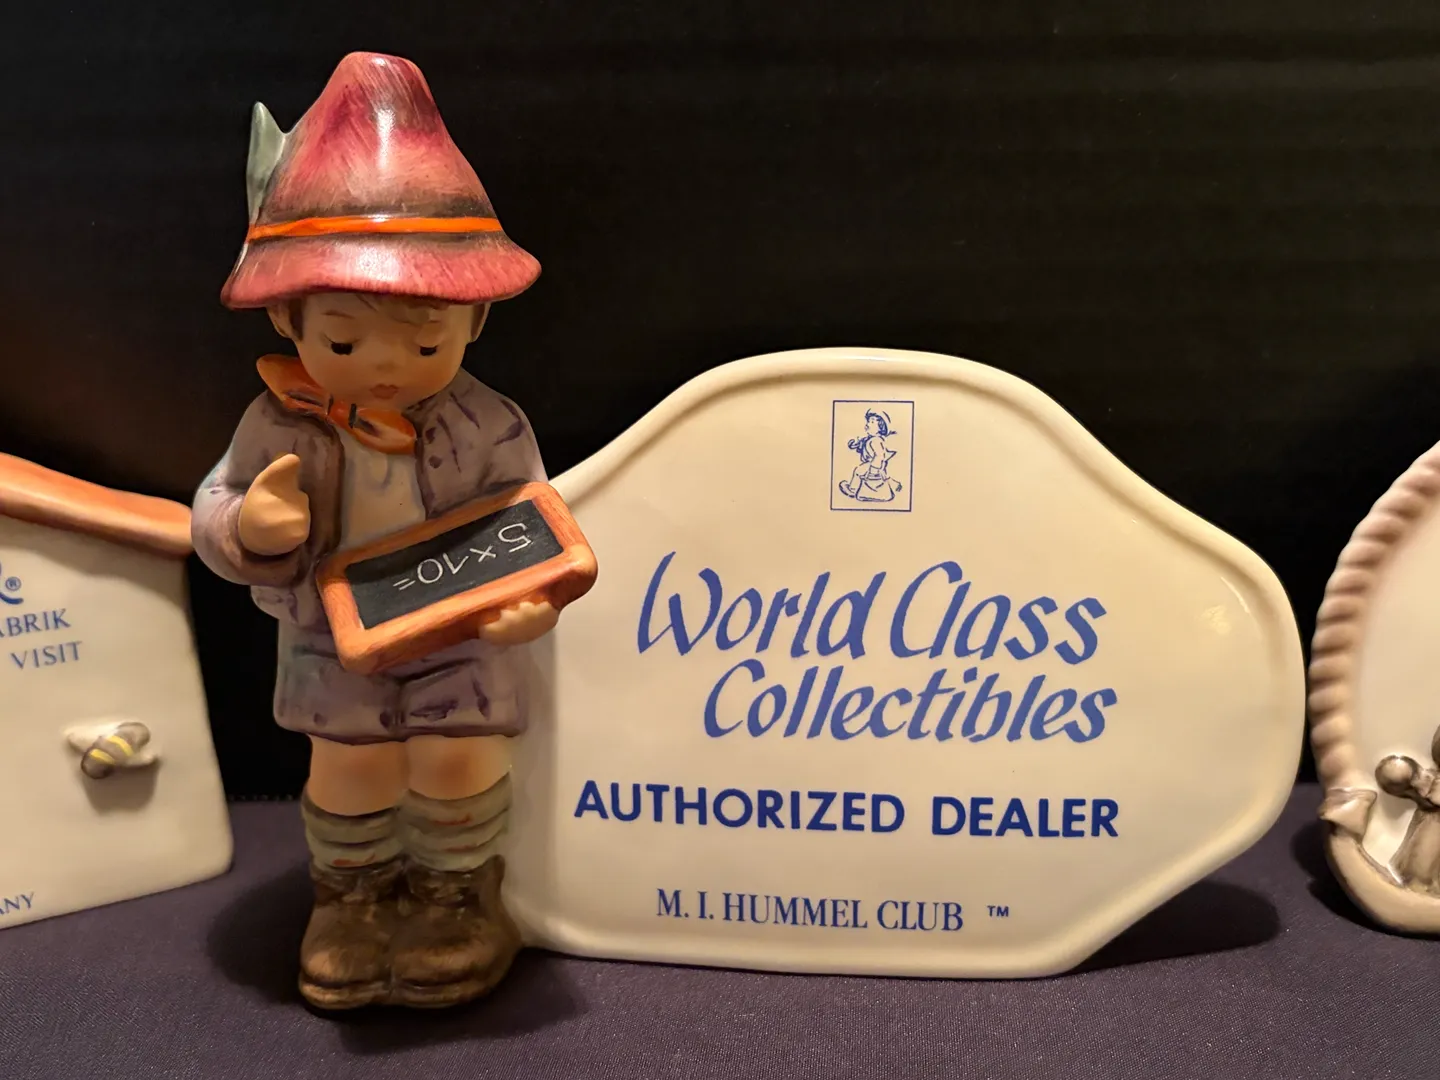 ®
ABRIK
VISIT
ANY
5 × 10 =
World Class
Collectibles
AUTHORIZED DEALER
M. I. HUMMEL CLUB ™